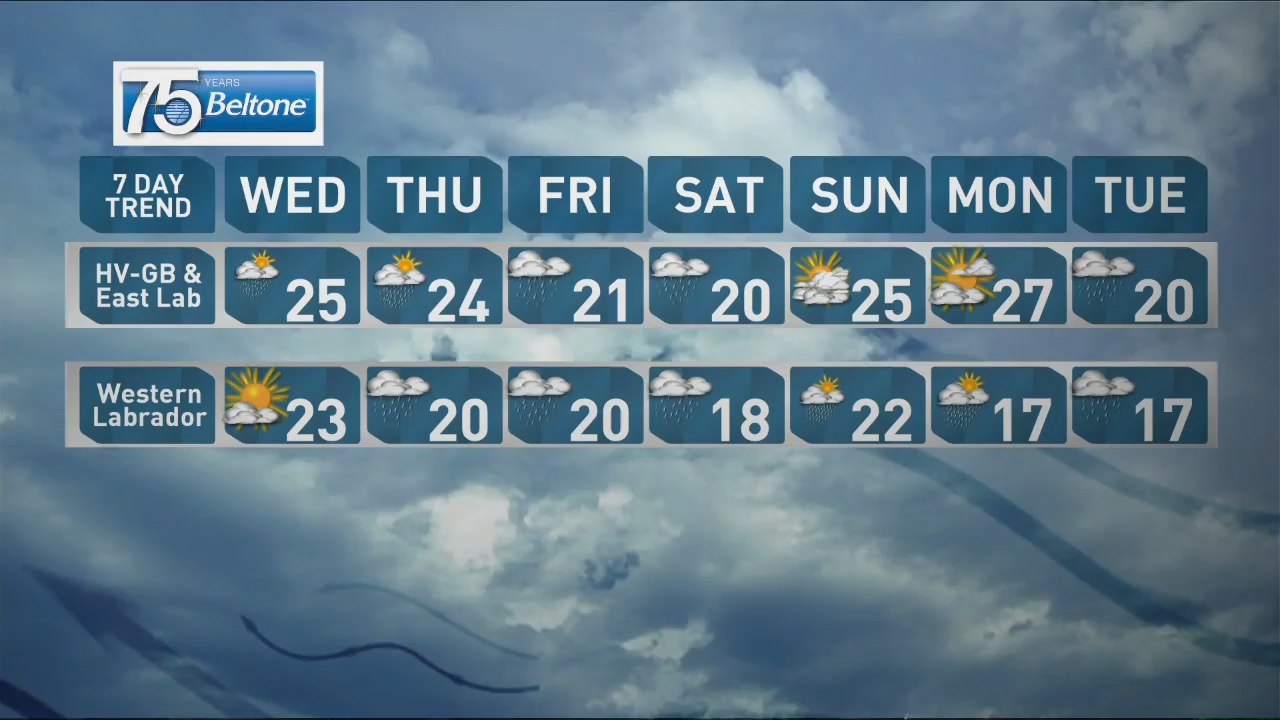 75 YEARS
Beltone
7 DAY
TREND
WED THU FRI SAT SUN MON TUE
HV-GB &
East Lab
25 24 21 20 25 27 20
Western
Labrador
23 20 20 18 22 17 17